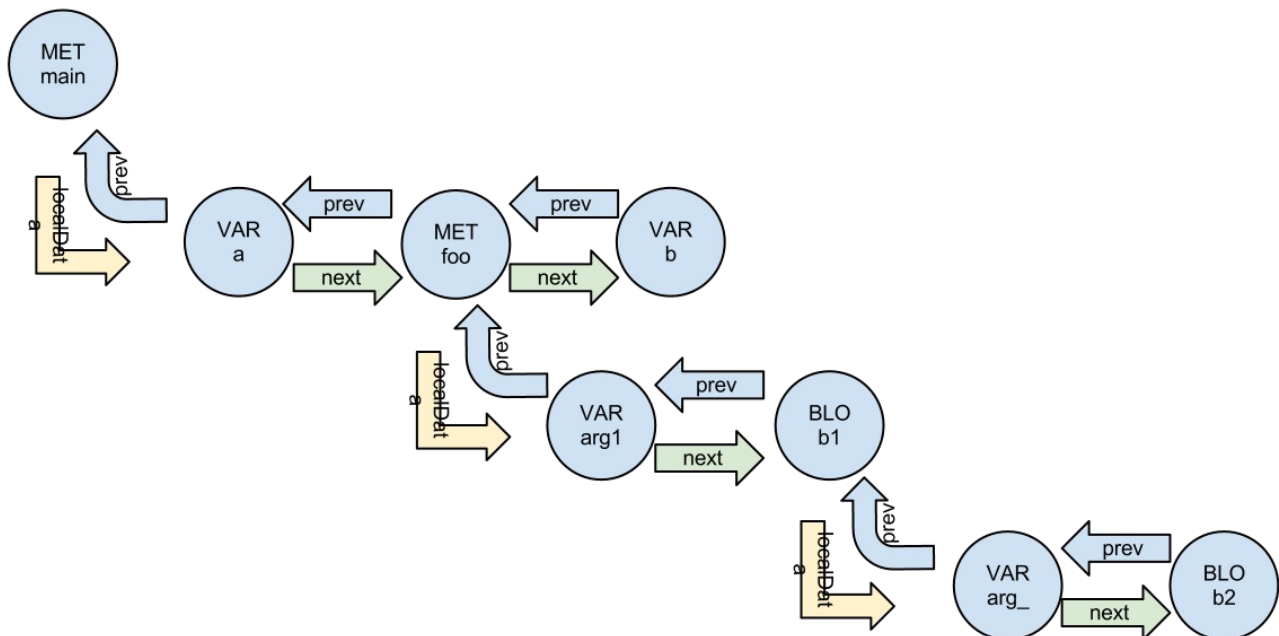 MET
main
prev
localDat
a
VAR
a
prev
next
MET
foo
prev
next
VAR
b
prev
localDat
a
VAR
arg1
prev
next
BLO
b1
prev
localDat
a
VAR
arg_
prev
next
BLO
b2